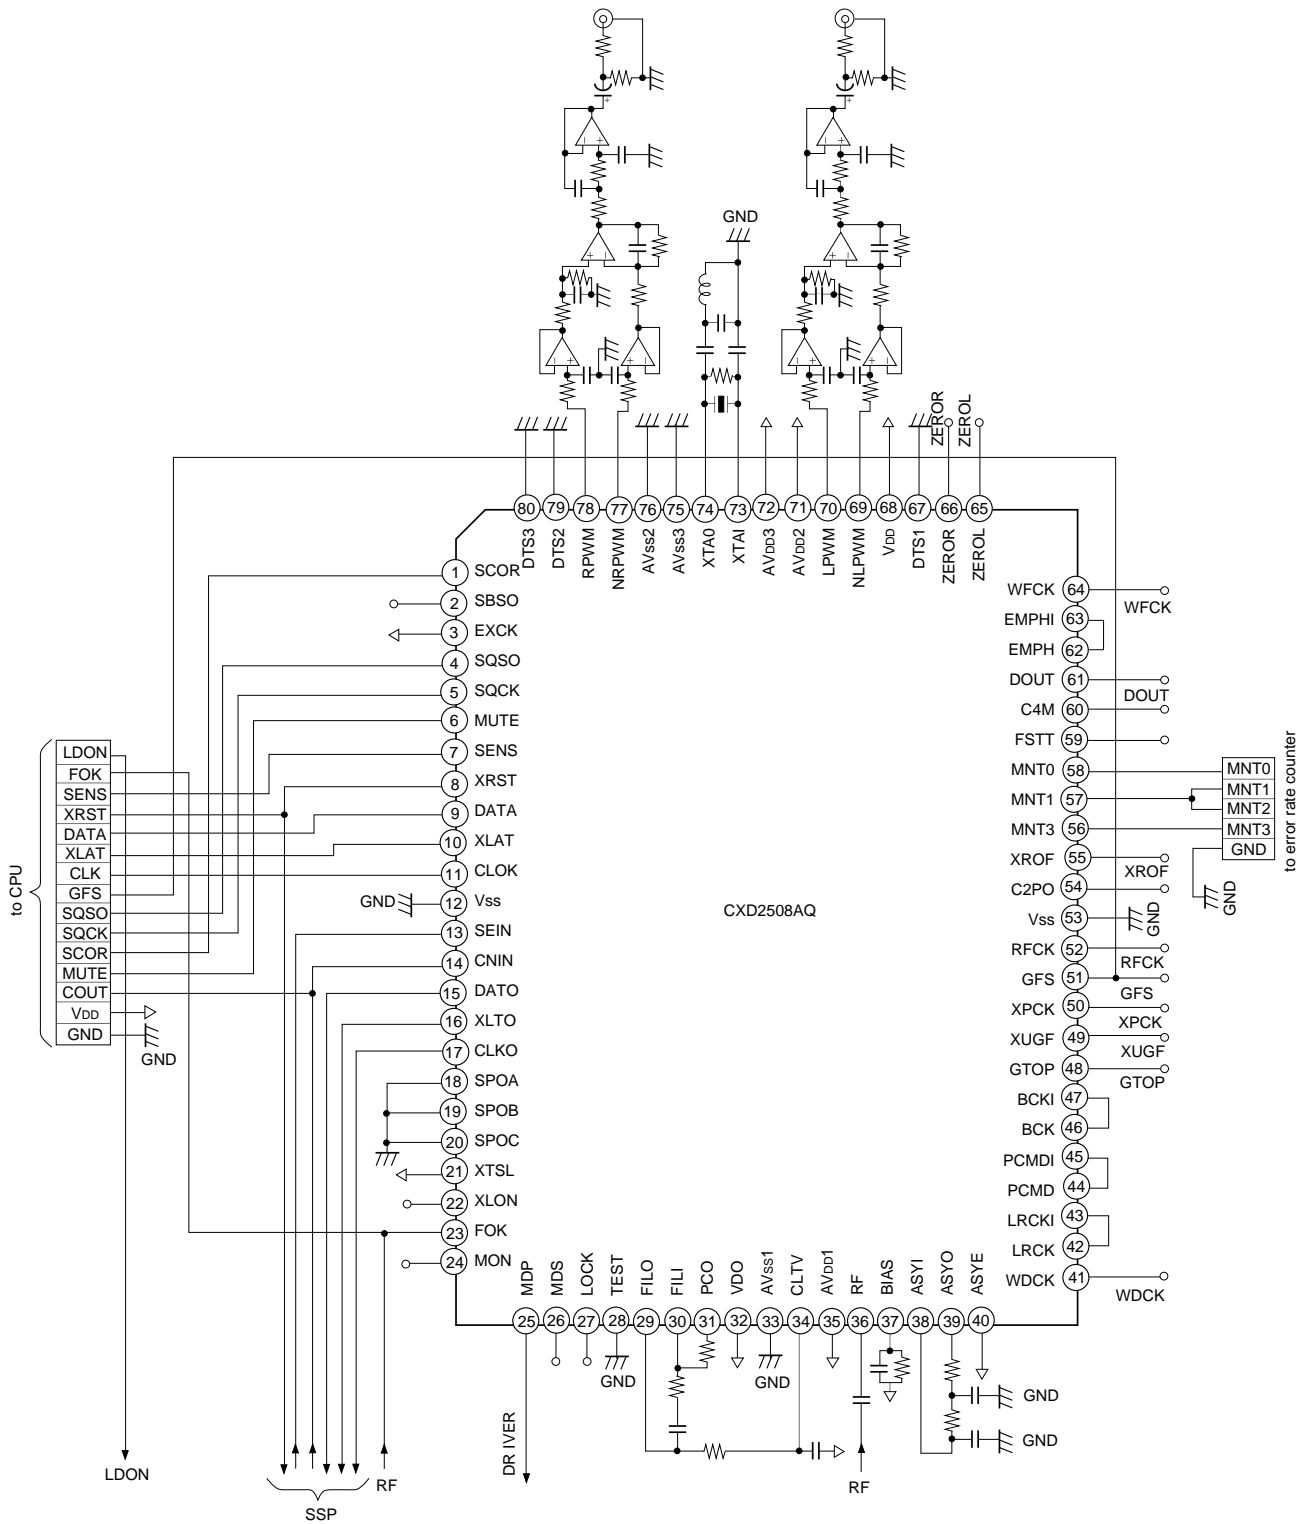 GND
ZEROR
ZEROL
80
79
78
77
76
75
74
73
72
71
70
69
68
67
66
65
DTS3
DTS2
RPWM
NRPWM
AVss2
AVss3
XTA0
XTAI
AVDD3
AVDD2
LPWM
NLPWM
VDD
DTS1
ZEROR
ZEROL
1 SCOR
2 SBSO
3 EXCK
4 SQSO
5 SQCK
6 MUTE
7 SENS
8 XRST
9 DATA
10 XLAT
11 CLOK
GND 12 Vss
13 SEIN
14 CNIN
15 DATO
16 XLTO
17 CLKO
18 SPOA
19 SPOB
20 SPOC
21 XTSL
22 XLON
23 FOK
24 MON
to CPU
LDON
FOK
SENS
XRST
DATA
XLAT
CLK
GFS
SQSO
SQCK
SCOR
MUTE
COUT
VDD
GND
GND
CXD2508AQ
WFCK 64
WFCK
EMPHI 63
EMPH 62
DOUT 61
DOUT
C4M 60
FSTT 59
MNT0 58
MNT1 57
MNT3 56
XROF 55
XROF
C2PO 54
Vss 53
GND
RFCK 52
RFCK
GFS 51
GFS
XPCK 50
XPCK
XUGF 49
XUGF
GTOP 48
GTOP
BCKI 47
BCK 46
PCMDI 45
PCMD 44
LRCKI 43
LRCK 42
WDCK 41
WDCK
MNT0
MNT1
MNT2
MNT3
GND
GND
to error rate counter
MDP
MDS
LOCK
TEST
FILO
FILI
PCO
VDO
AVss1
CLTV
AVDD1
RF
BIAS
ASYI
ASYO
ASYE
25
26
27
28
29
30
31
32
33
34
35
36
37
38
39
40
GND
GND
GND
GND
DR IVER
LDON
SSP
RF
RF